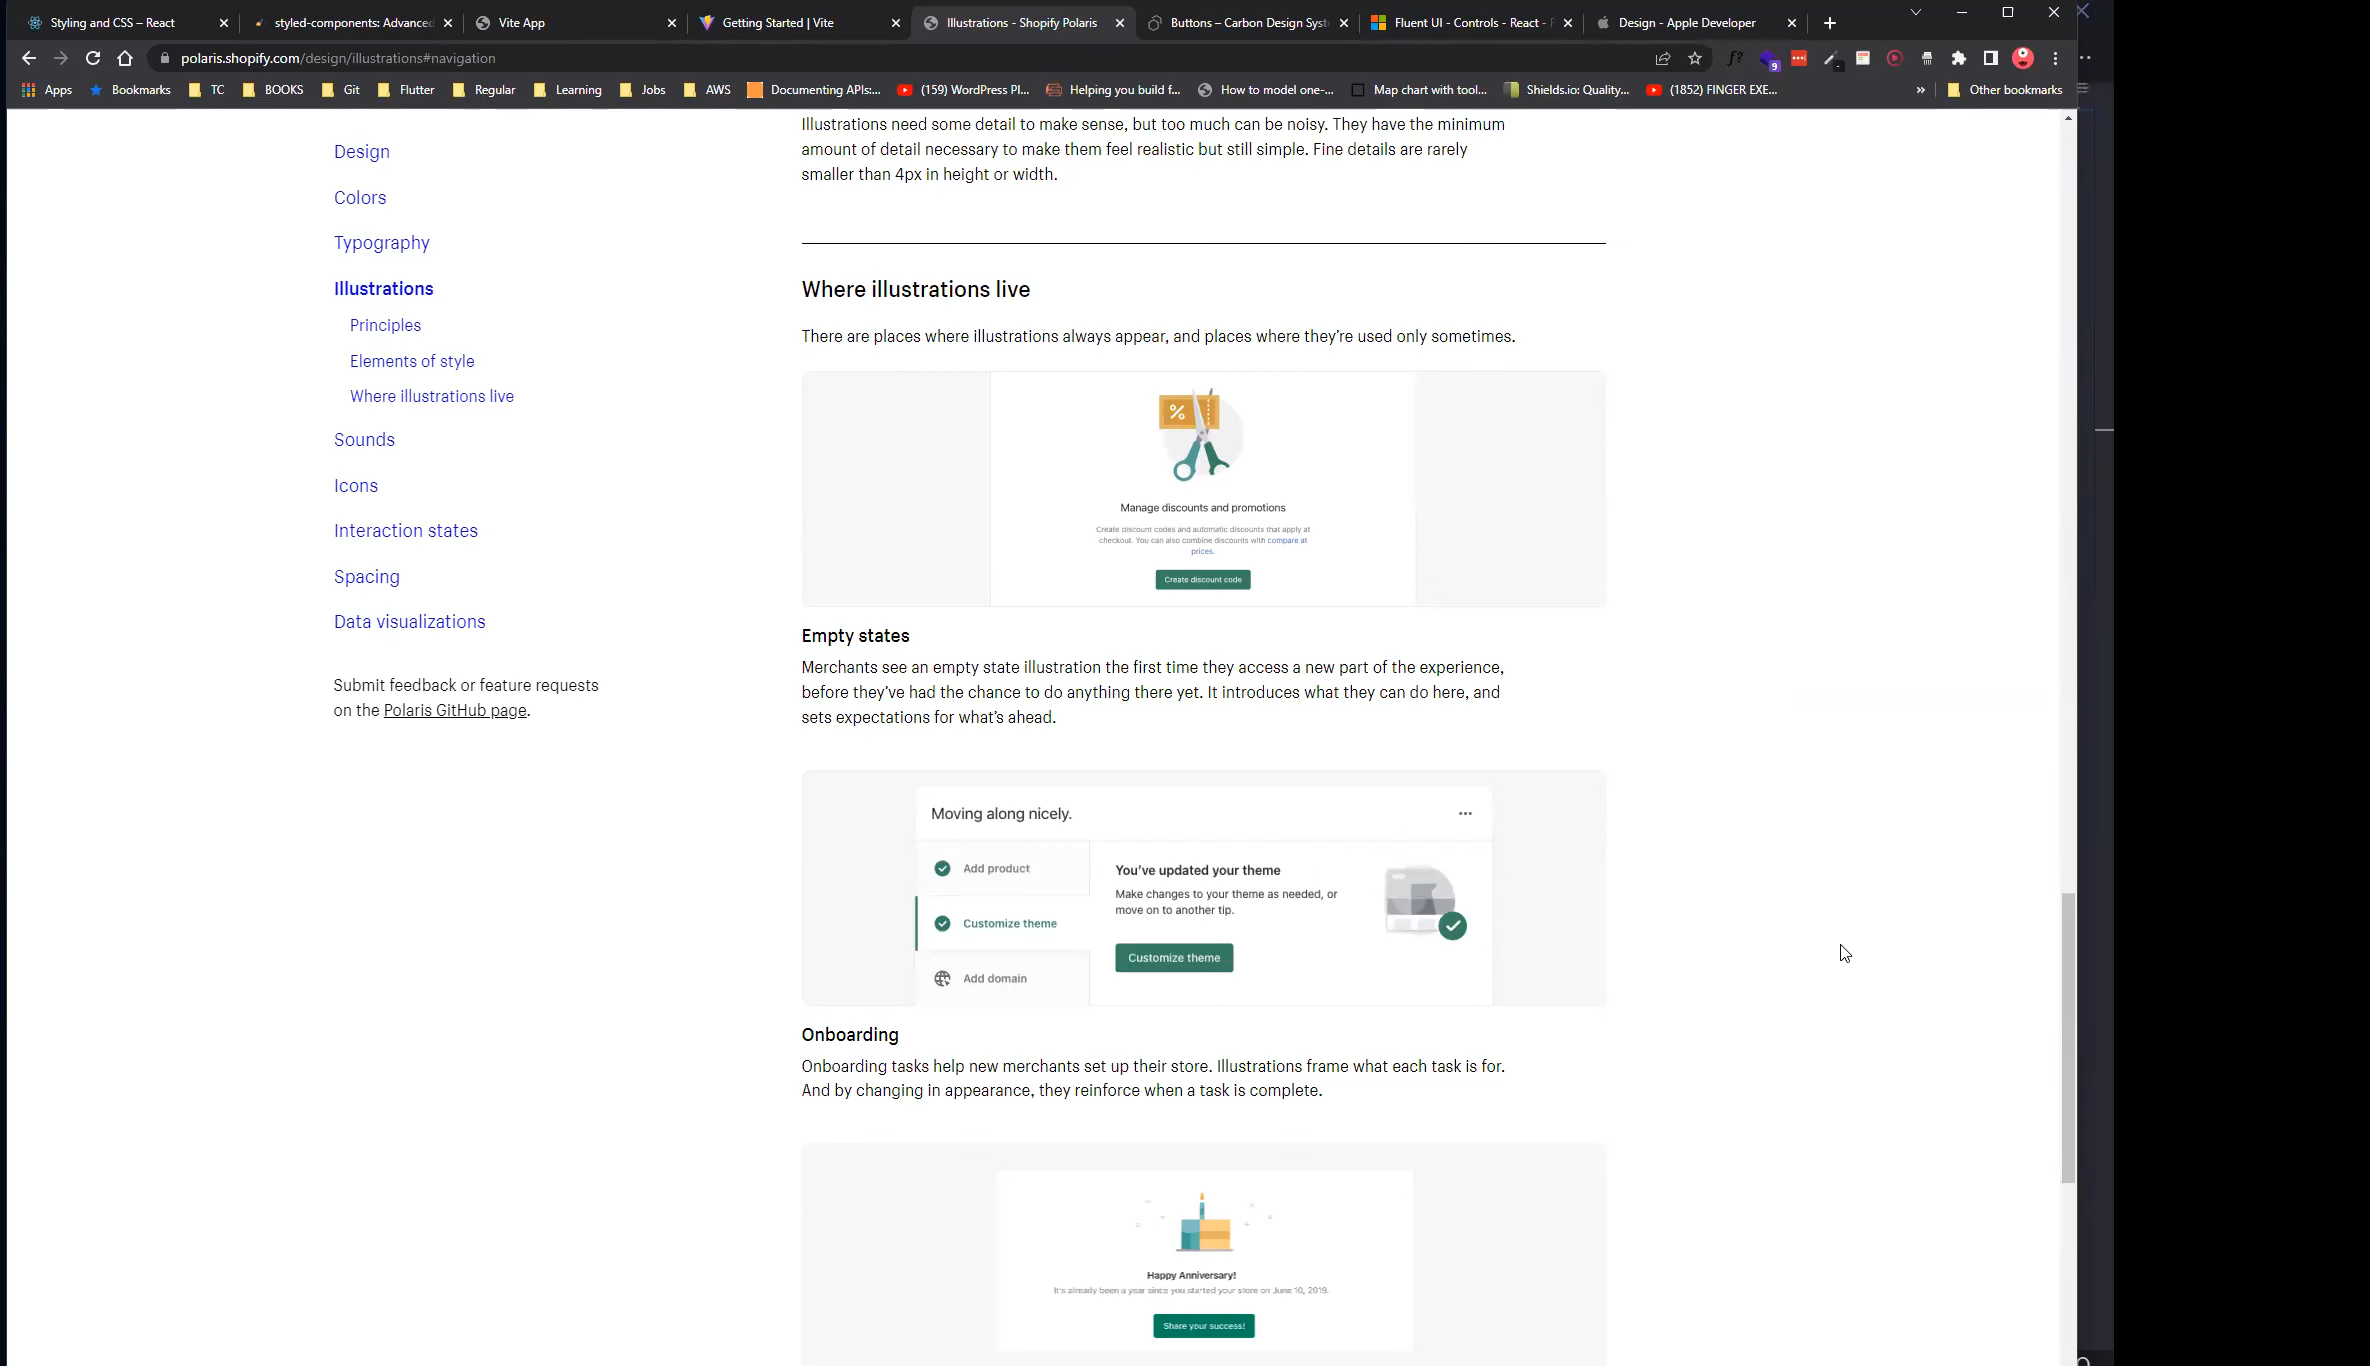 Styling and CSS – React
styled-components: Advanced
Vite App
Getting Started | Vite
Illustrations - Shopify Polaris
Buttons – Carbon Design Syst
Fluent UI - Controls - React - F
Design - Apple Developer
polaris.shopify.com/design/illustrations#navigation
f?
9
Apps
Bookmarks
TC
BOOKS
Git
Flutter
Regular
Learning
Jobs
AWS
Documenting APIs:...
(159) WordPress Pl...
Helping you build f...
How to model one-...
Map chart with tool...
Shields.io: Quality...
(1852) FINGER EXE...
»
Other bookmarks
Design
Colors
Typography
Illustrations
Principles
Elements of style
Where illustrations live
Sounds
Icons
Interaction states
Spacing
Data visualizations
Submit feedback or feature requests
on the Polaris GitHub page.
Illustrations need some detail to make sense, but too much can be noisy. They have the minimum
amount of detail necessary to make them feel realistic but still simple. Fine details are rarely
smaller than 4px in height or width.
Where illustrations live
There are places where illustrations always appear, and places where they’re used only sometimes.
%
Manage discounts and promotions
Create discount codes and automatic discounts that apply at
checkout. You can also combine discounts with compare at
prices.
Create discount code
Empty states
Merchants see an empty state illustration the first time they access a new part of the experience,
before they’ve had the chance to do anything there yet. It introduces what they can do here, and
sets expectations for what’s ahead.
Moving along nicely.
Add product
Customize theme
Add domain
You’ve updated your theme
Make changes to your theme as needed, or
move on to another tip.
Customize theme
Onboarding
Onboarding tasks help new merchants set up their store. Illustrations frame what each task is for.
And by changing in appearance, they reinforce when a task is complete.
Happy Anniversary!
It's already been a year since you started your store on June 10, 2019.
Share your success!